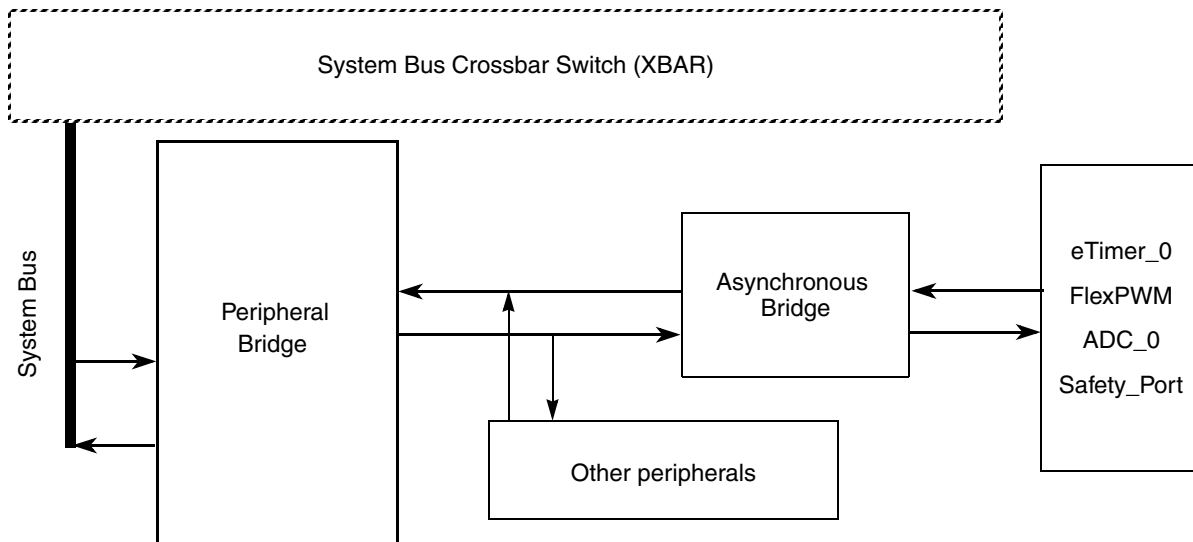 System Bus Crossbar Switch (XBAR)
System Bus
Peripheral
Bridge
Asynchronous
Bridge
Other peripherals
eTimer_0
FlexPWM
ADC_0
Safety_Port